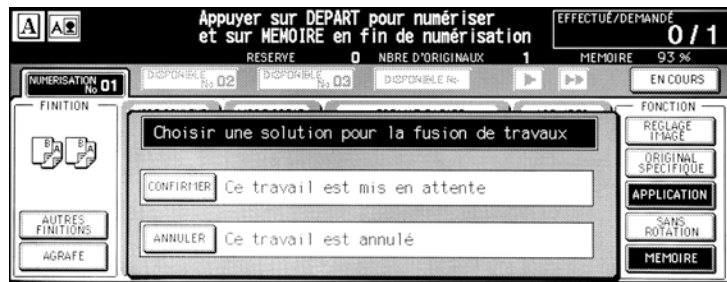 A A
Appuyer sur DEPART pour numériser
et sur MEMOIRE en fin de numérisation
EFFECTUÉ/DEMANDÉ
0 / 1
RESERVE 0 NBRE D'ORIGINAUX 1 MEMOIRE 93 %
NUMERISATION No 01
DISPONIBLE No 02
DISPONIBLE No 03
DISPONIBLE No
EN COURS
FINITION
FONCTION
Choisir une solution pour la fusion de travaux
REGLAGE
IMAGE
B A B A
ORIGINAL
SPECIFIQUE
CONFIRMER Ce travail est mis en attente
APPLICATION
AUTRES
FINITIONS
SANS
ROTATION
ANNULER Ce travail est annulé
AGRAFE
MEMOIRE